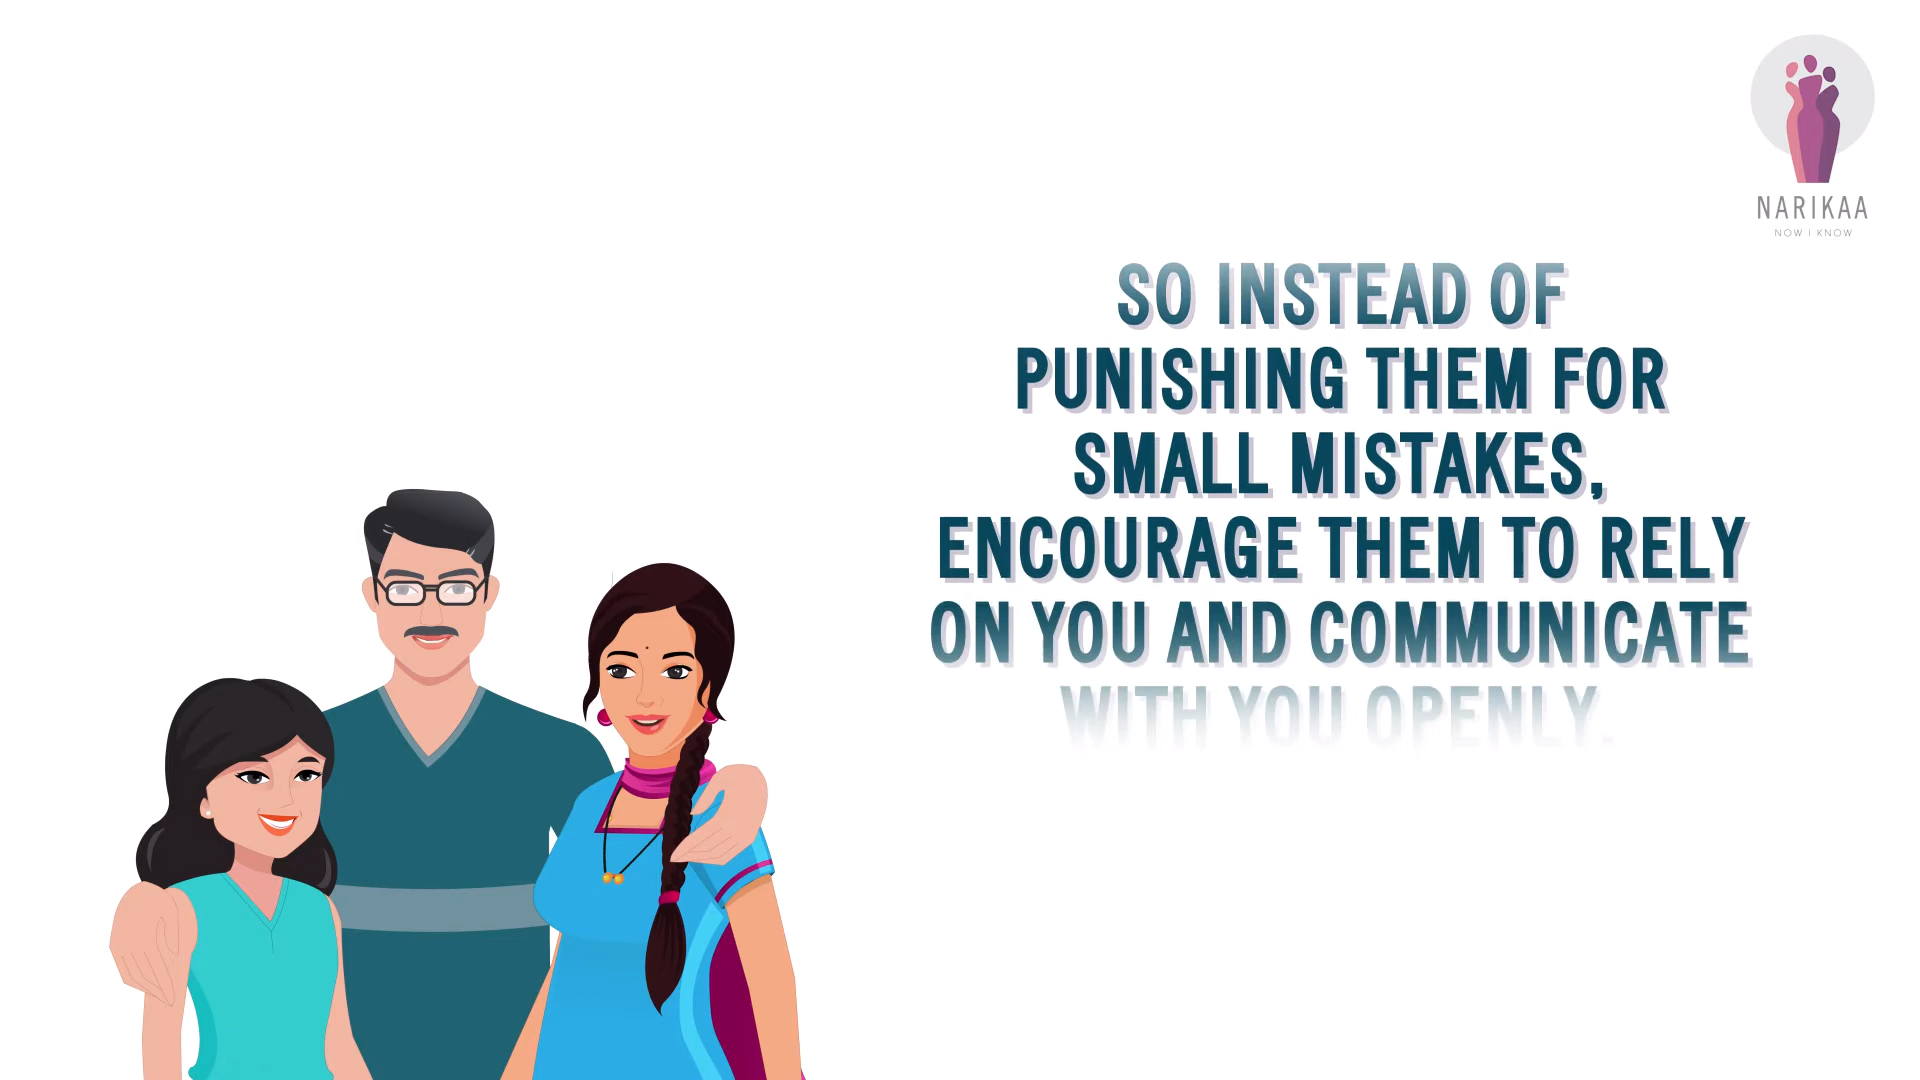 NARIKAA
NOW I KNOW
SO INSTEAD OF
PUNISHING THEM FOR
SMALL MISTAKES,
ENCOURAGE THEM TO RELY
ON YOU AND COMMUNICATE
WITH YOU OPENLY.